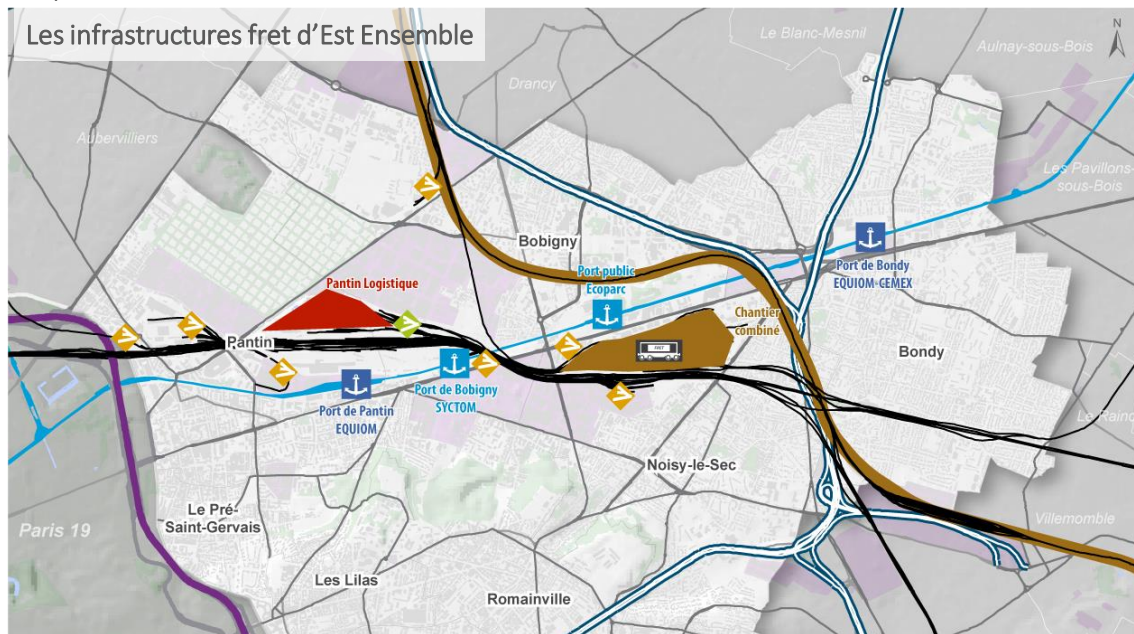 Les infrastructures fret d'Est Ensemble
N
Le Blanc-Mesnil
Aulnay-sous-Bois
Drancy
Aubervilliers
Les Pavillons-
sous-Bois
Bobigny
Port public
Ecoparc
Port de Bondy
EQUIOM-CEMEX
Pantin Logistique
Chantier
combiné
Pantin
FRET
Bondy
Port de Bobigny
SYCTOM
Port de Pantin
EQUIOM
Le Rainc
Noisy-le-Sec
Le Pré-
Saint-Gervais
Paris 19
Villemomble
Les Lilas
Romainville